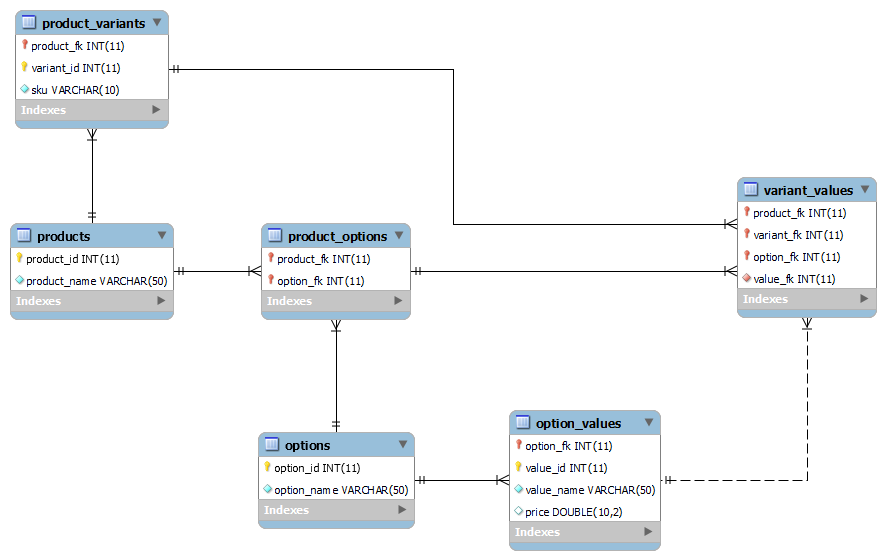 product_variants
product_fk INT(11)
variant_id INT(11)
sku VARCHAR(10)
Indexes
products
product_id INT(11)
product_name VARCHAR(50)
Indexes
product_options
product_fk INT(11)
option_fk INT(11)
Indexes
variant_values
product_fk INT(11)
variant_fk INT(11)
option_fk INT(11)
value_fk INT(11)
Indexes
options
option_id INT(11)
option_name VARCHAR(50)
Indexes
option_values
option_fk INT(11)
value_id INT(11)
value_name VARCHAR(50)
price DOUBLE(10,2)
Indexes